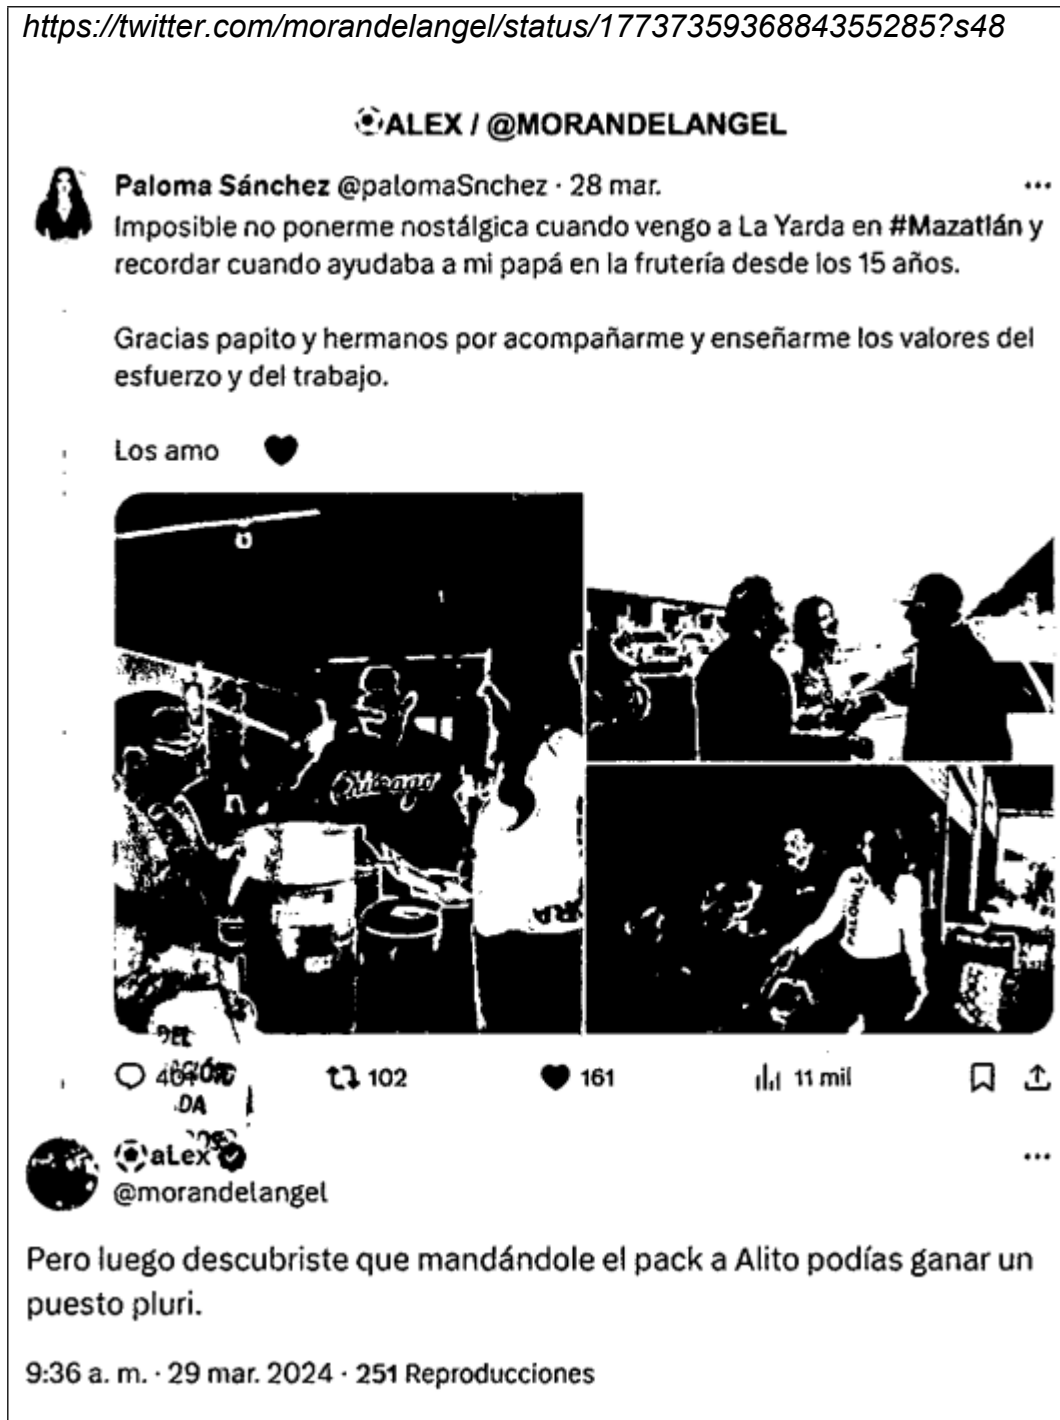 https://twitter.com/morandelangel/status/1773735936884355285?s48
ALEX / @MORANDELANGEL
Paloma Sánchez @palomaSnchez · 28 mar.
Imposible no ponerme nostálgica cuando vengo a La Yarda en #Mazatlán y
recordar cuando ayudaba a mi papá en la frutería desde los 15 años.
Gracias papito y hermanos por acompañarme y enseñarme los valores del
esfuerzo y del trabajo.
Los amo
Chicago
PALOMA
DEL
102
161
11 mil
DA
aLex
@morandelangel
Pero luego descubriste que mandándole el pack a Alito podías ganar un
puesto pluri.
9:36 a. m. · 29 mar. 2024 · 251 Reproducciones